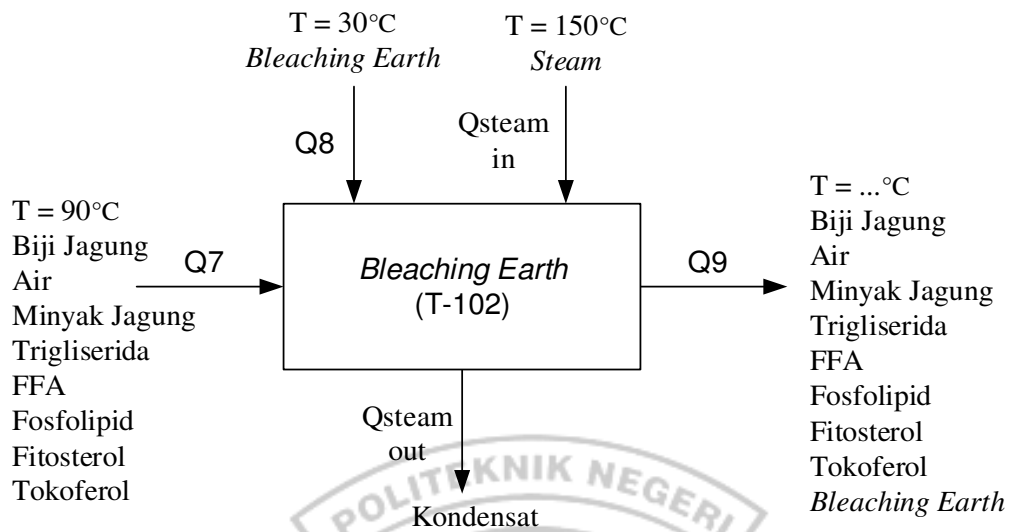 T = 30°C
Bleaching Earth
T = 150°C
Steam
Q8
Qsteam
in
T = 90°C
Biji Jagung
Air
Minyak Jagung
Trigliserida
FFA
Fosfolipid
Fitosterol
Tokoferol
Q7
Bleaching Earth
(T-102)
Q9
T = ...°C
Biji Jagung
Air
Minyak Jagung
Trigliserida
FFA
Fosfolipid
Fitosterol
Tokoferol
Bleaching Earth
Qsteam
out
Kondensat
POLITEKNIK NEGERI